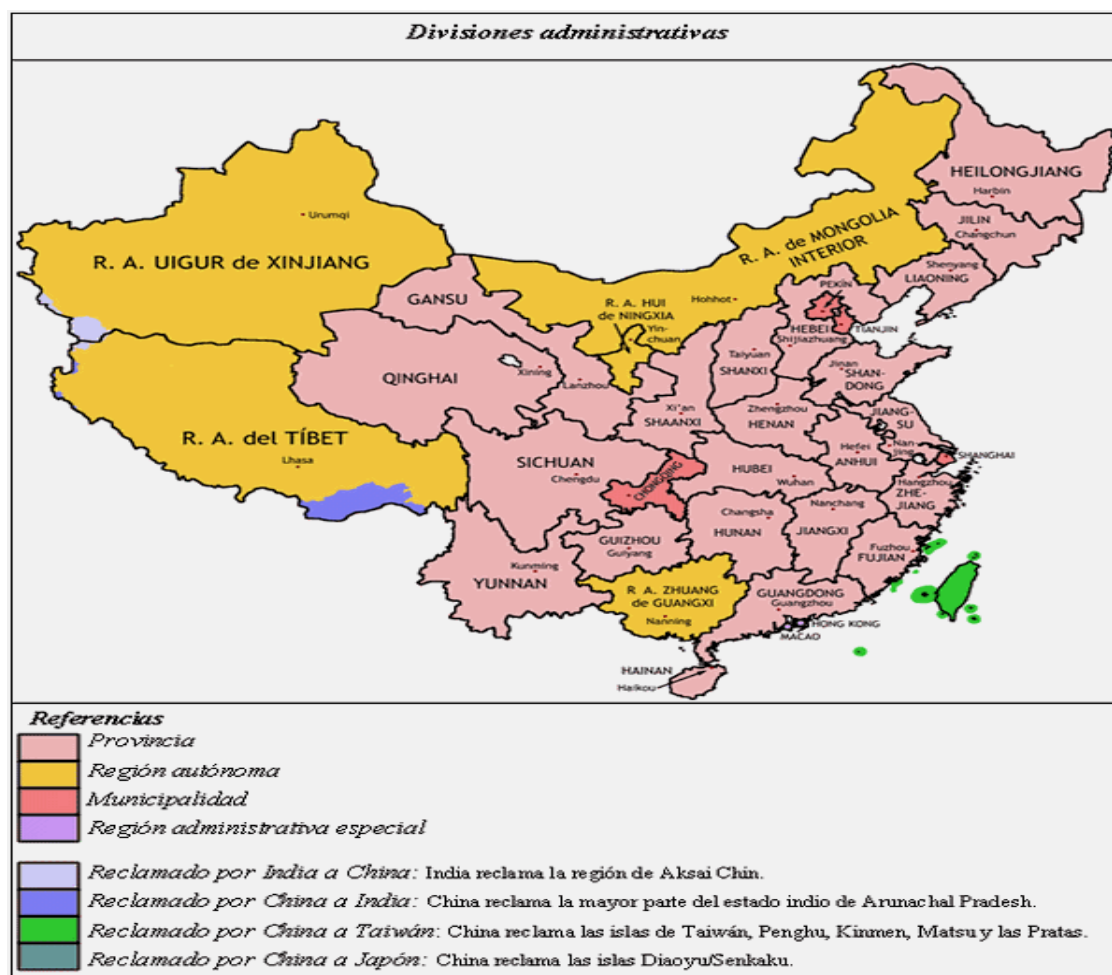 Divisiones administrativas
HEILONGJIANG
Harbin
JILIN
Changchun
Shenyang
LIAONING
R. A. de MONGOLIA
INTERIOR
Urumqi
R. A. UIGUR de XINJIANG
GANSU
R. A. HUI
de NINGXIA
Yin-
chuan
Hohhot
PEKÍN
HEBEI
TIANJIN
Shijiazhuang
Taiyuan
SHANXI
Jinan
SHAN-
DONG
QINGHAI
Xining
Lanzhou
Xi'an
SHAANXI
Zhengzhou
HENAN
JIANG-
SU
R. A. del TÍBET
Lhasa
SICHUAN
Chengdu
CHONGQING
HUBEI
Wuhan
Hefei
ANHUI
Nan-
jing
SHANGHAI
Hangzhou
ZHE-
JIANG
Changsha
HUNAN
Nanchang
JIANGXI
GUIZHOU
Guiyang
Fuzhou
FUJIAN
Kunming
YUNNAN
R. A. ZHUANG
de GUANGXI
Nanning
GUANGDONG
Guangzhou
HONG KONG
MACAO
HAINAN
Haikou
Referencias
Provincia
Región autónoma
Municipalidad
Región administrativa especial
Reclamado por India a China: India reclama la región de Aksai Chin.
Reclamado por China a India: China reclama la mayor parte del estado indio de Arunachal Pradesh.
Reclamado por China a Taiwán: China reclama las islas de Taiwán, Penghu, Kinmen, Matsu y las Pratas.
Reclamado por China a Japón: China reclama las islas Diaoyu/Senkaku.